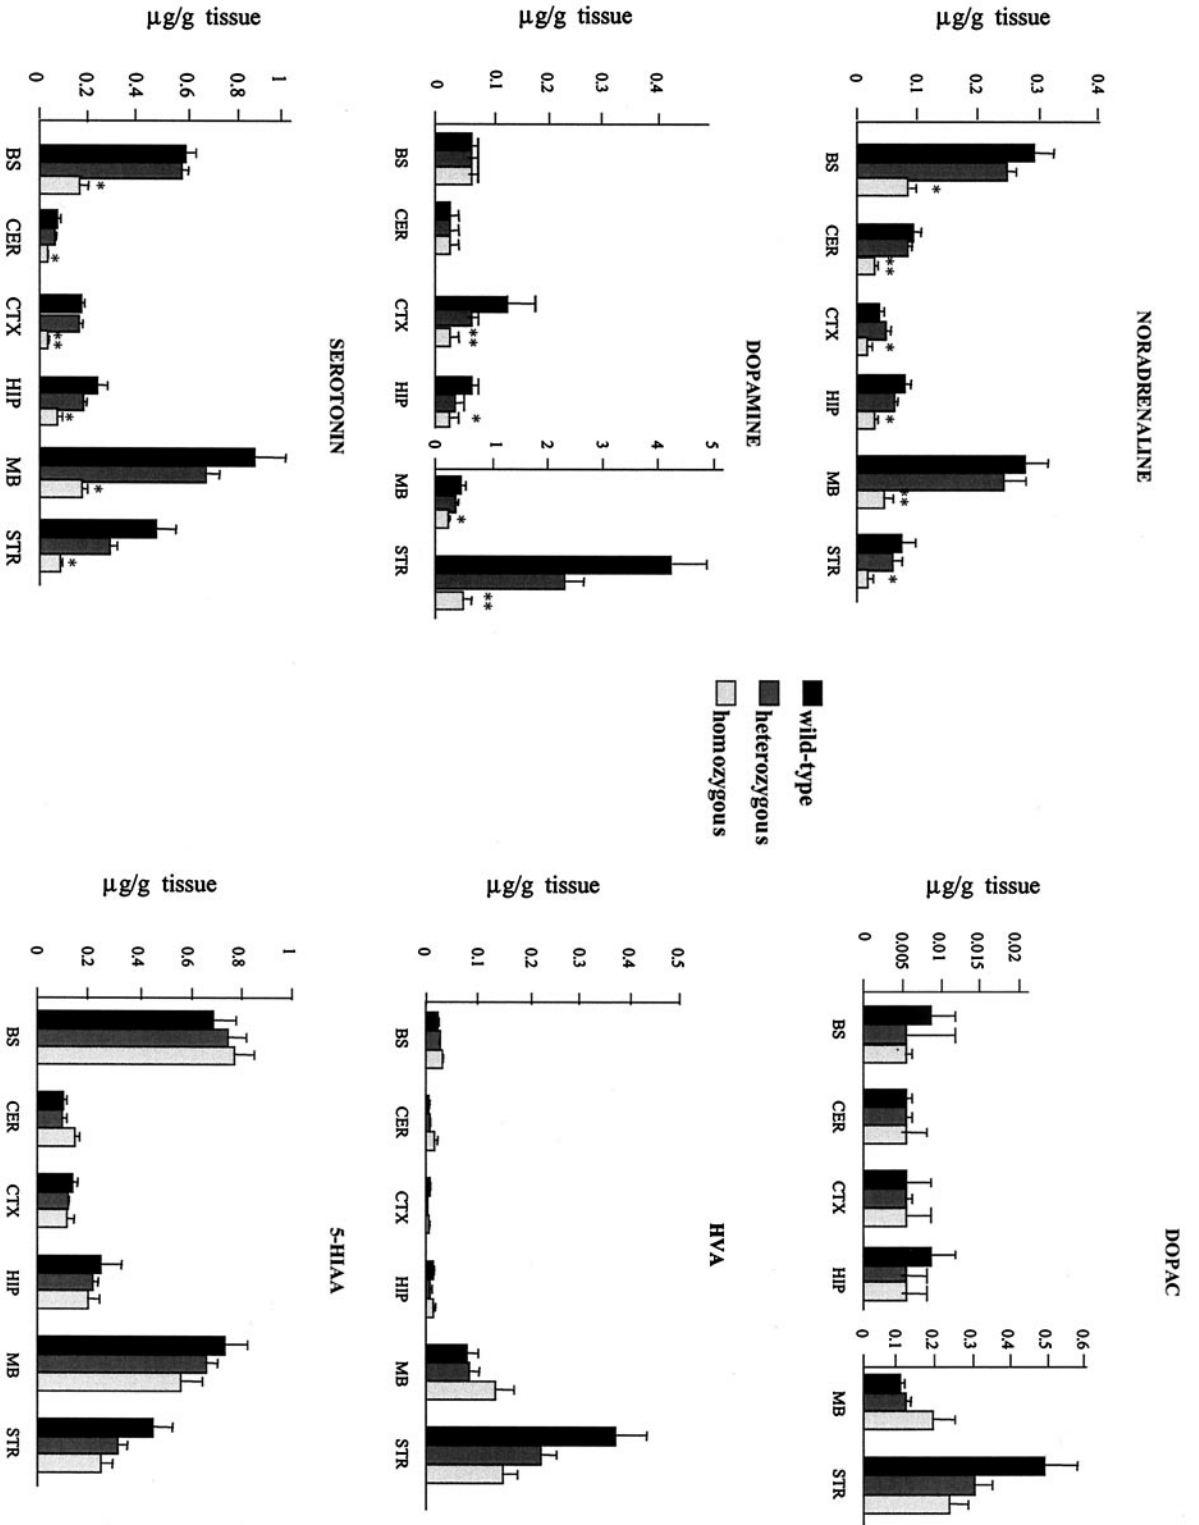 NORADRENALINE
µg/g tissue
0.4
0.3
0.2
0.1
0
BS CER CTX HIP MB STR
* ** * * ** *
DOPAC
µg/g tissue
0.02
0.015
0.01
0.005
0
0.6
0.5
0.4
0.3
0.2
0.1
0
BS CER CTX HIP MB STR
wild-type
heterozygous
homozygous
DOPAMINE
µg/g tissue
0.4
0.3
0.2
0.1
0
5
4
3
2
1
0
BS CER CTX HIP MB STR
** * * **
HVA
µg/g tissue
0.5
0.4
0.3
0.2
0.1
0
BS CER CTX HIP MB STR
SEROTONIN
µg/g tissue
1
0.8
0.6
0.4
0.2
0
BS CER CTX HIP MB STR
* * ** * * *
5-HIAA
µg/g tissue
1
0.8
0.6
0.4
0.2
0
BS CER CTX HIP MB STR